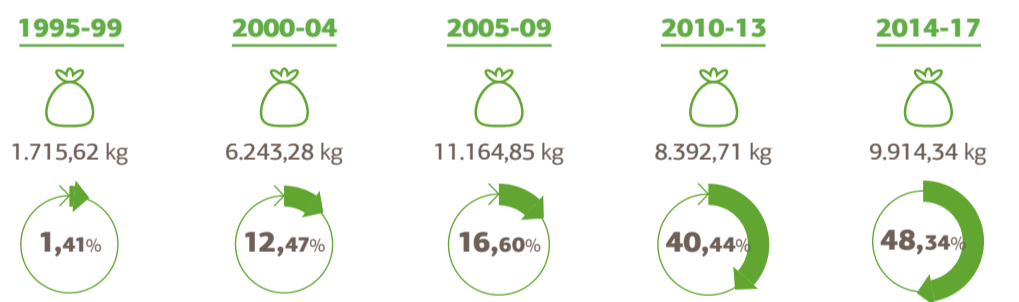 1995-99 2000-04 2005-09 2010-13 2014-17
1.715,62 kg 6.243,28 kg 11.164,85 kg 8.392,71 kg 9.914,34 kg
1,41% 12,47% 16,60% 40,44% 48,34%